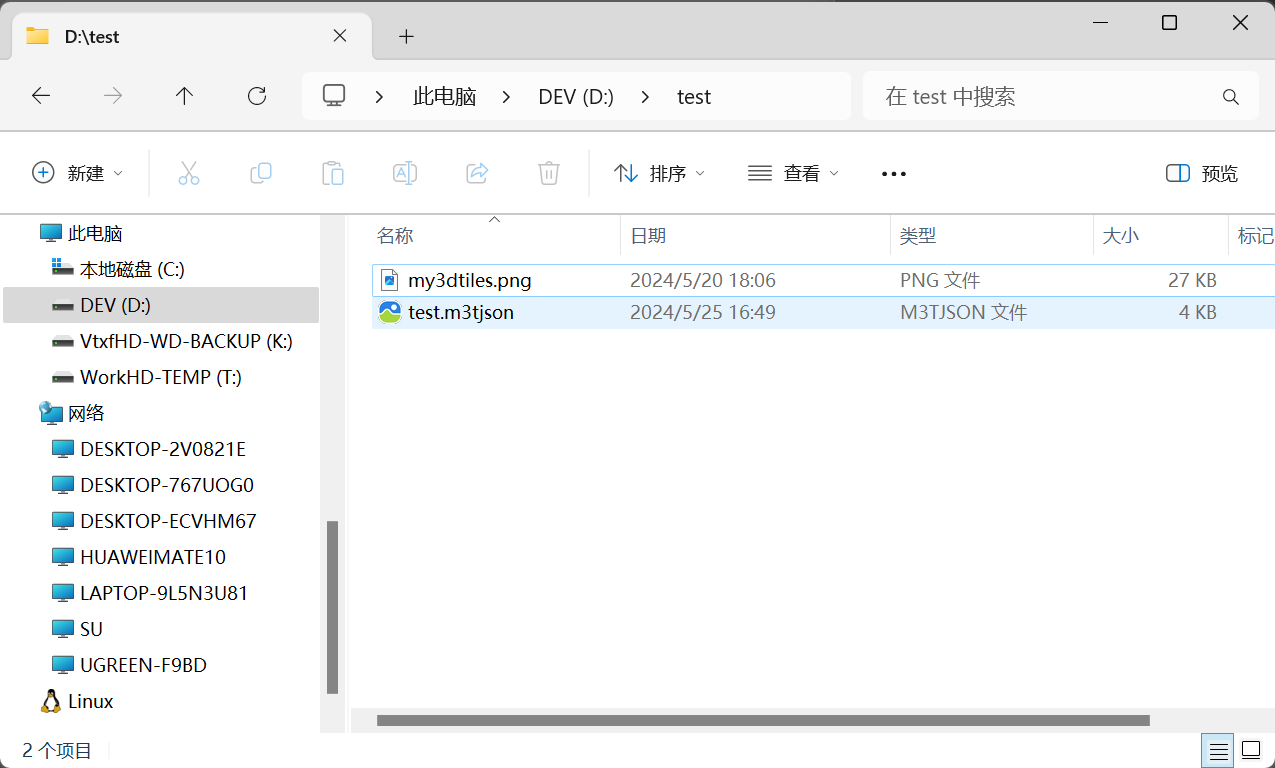 D:\test
此电脑 DEV (D:) test
在 test 中搜索
新建 排序 查看 预览
此电脑
本地磁盘 (C:)
DEV (D:)
VtxfHD-WD-BACKUP (K:)
WorkHD-TEMP (T:)
网络
DESKTOP-2V0821E
DESKTOP-767UOG0
DESKTOP-ECVHM67
HUAWEIMATE10
LAPTOP-9L5N3U81
SU
UGREEN-F9BD
Linux
名称 日期 类型 大小 标记
my3dtiles.png 2024/5/20 18:06 PNG 文件 27 KB
test.m3tjson 2024/5/25 16:49 M3TJSON 文件 4 KB
2 个项目